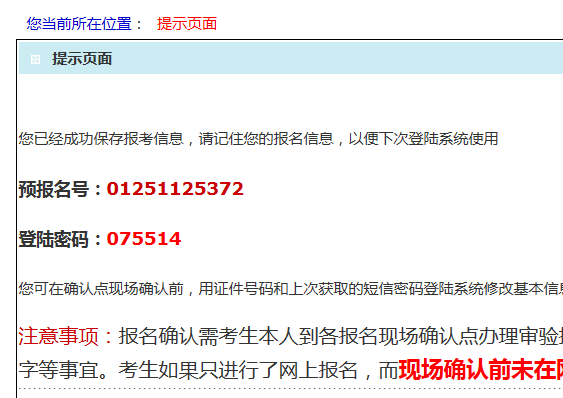 您当前所在位置： 提示页面
提示页面
您已经成功保存报考信息，请记住您的报名信息，以便下次登陆系统使用
预报名号：01251125372
登陆密码：075514
您可在确认点现场确认前，用证件号码和上次获取的短信密码登陆系统修改基本信
注意事项：报名确认需考生本人到各报名现场确认点办理审验
字等事宜。考生如果只进行了网上报名，而现场确认前未在